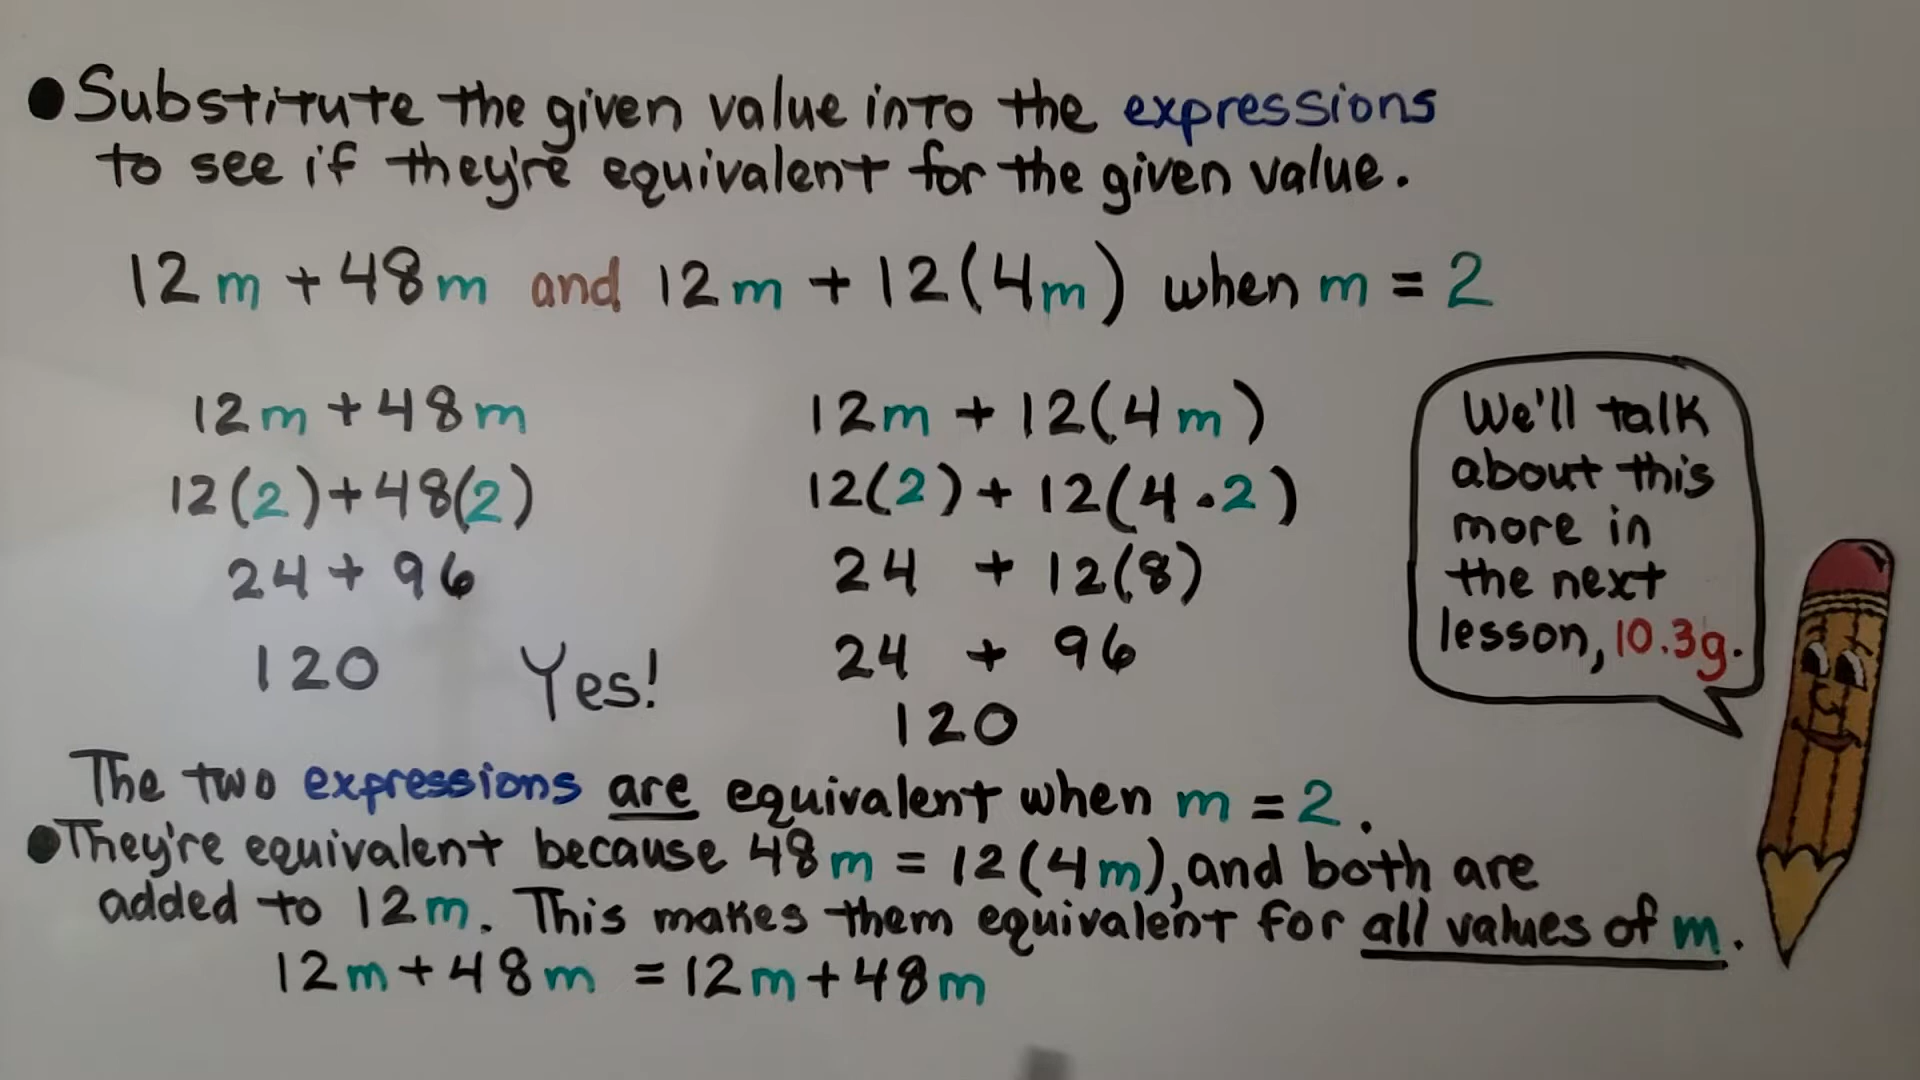 ●Substitute the given value into the expressions
to see if they're equivalent for the given value.
12m + 48m and 12m + 12(4m) when m = 2
12m + 48m
12(2) + 48(2)
24 + 96
120
Yes!
12m + 12(4m)
12(2) + 12(4 · 2)
24 + 12(8)
24 + 96
120
We'll talk
about this
more in
the next
lesson, 10.3g.
The two expressions are equivalent when m = 2.
●They're equivalent because 48m = 12(4m), and both are
added to 12m. This makes them equivalent for all values of m.
12m + 48m = 12m + 48m